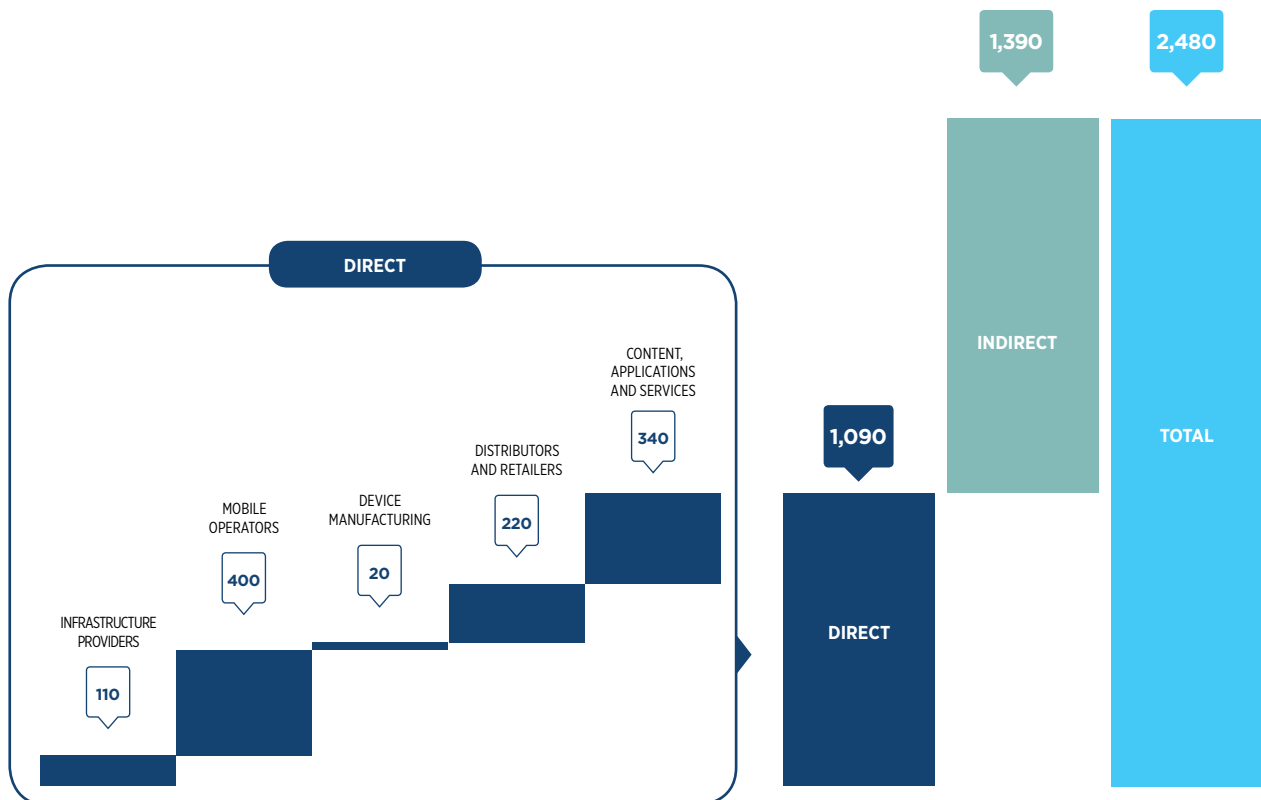 1,390
2,480
DIRECT
CONTENT,
APPLICATIONS
AND SERVICES
INDIRECT
340
1,090
TOTAL
DISTRIBUTORS
AND RETAILERS
220
DEVICE
MANUFACTURING
20
MOBILE
OPERATORS
400
INFRASTRUCTURE
PROVIDERS
110
DIRECT